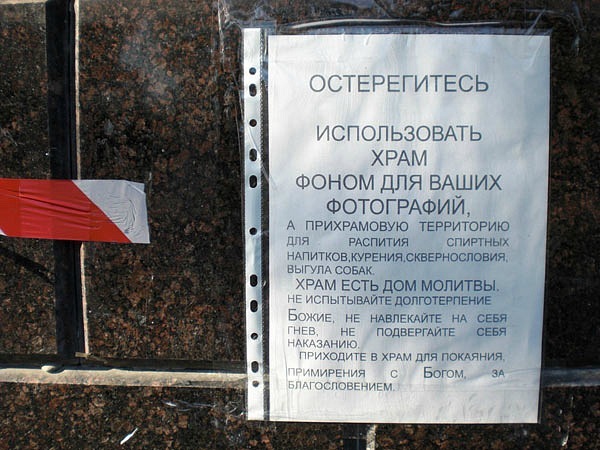 ОСТЕРЕГИТЕСЬ
ИСПОЛЬЗОВАТЬ
ХРАМ
ФОНОМ ДЛЯ ВАШИХ
ФОТОГРАФИЙ,
А ПРИХРАМОВУЮ ТЕРРИТОРИЮ
ДЛЯ РАСПИТИЯ СПИРТНЫХ
НАПИТКОВ,КУРЕНИЯ,СКВЕРНОСЛОВИЯ,
ВЫГУЛА СОБАК.
ХРАМ ЕСТЬ ДОМ МОЛИТВЫ.
НЕ ИСПЫТЫВАЙТЕ ДОЛГОТЕРПЕНИЕ
БОЖИЕ, НЕ НАВЛЕКАЙТЕ НА СЕБЯ
ГНЕВ, НЕ ПОДВЕРГАЙТЕ СЕБЯ
НАКАЗАНИЮ.
ПРИХОДИТЕ В ХРАМ ДЛЯ ПОКАЯНИЯ,
ПРИМИРЕНИЯ С БОГОМ, ЗА
БЛАГОСЛОВЕНИЕМ.